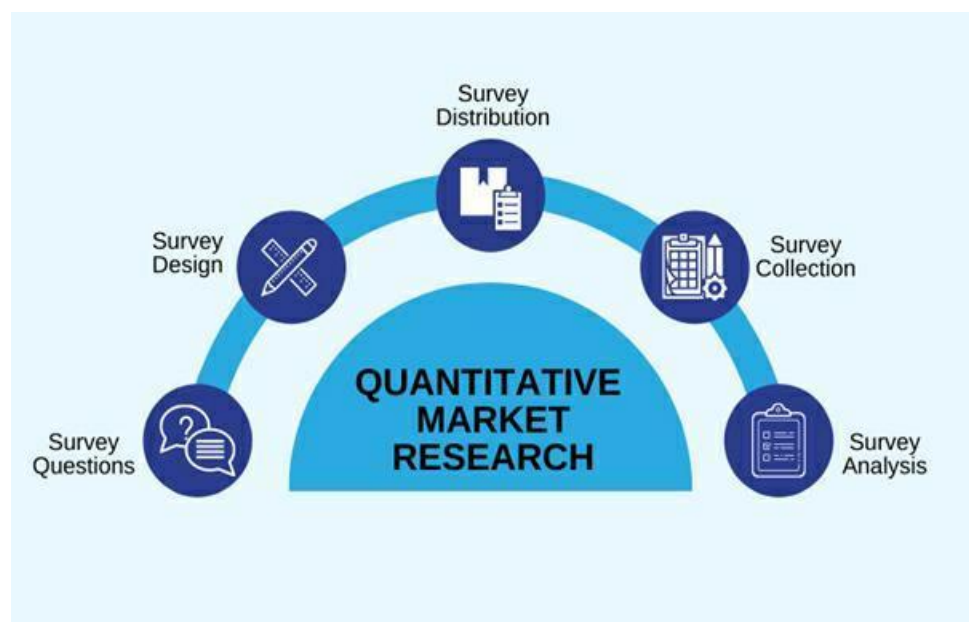 Survey
Questions
Survey
Design
Survey
Distribution
Survey
Collection
Survey
Analysis
QUANTITATIVE
MARKET
RESEARCH